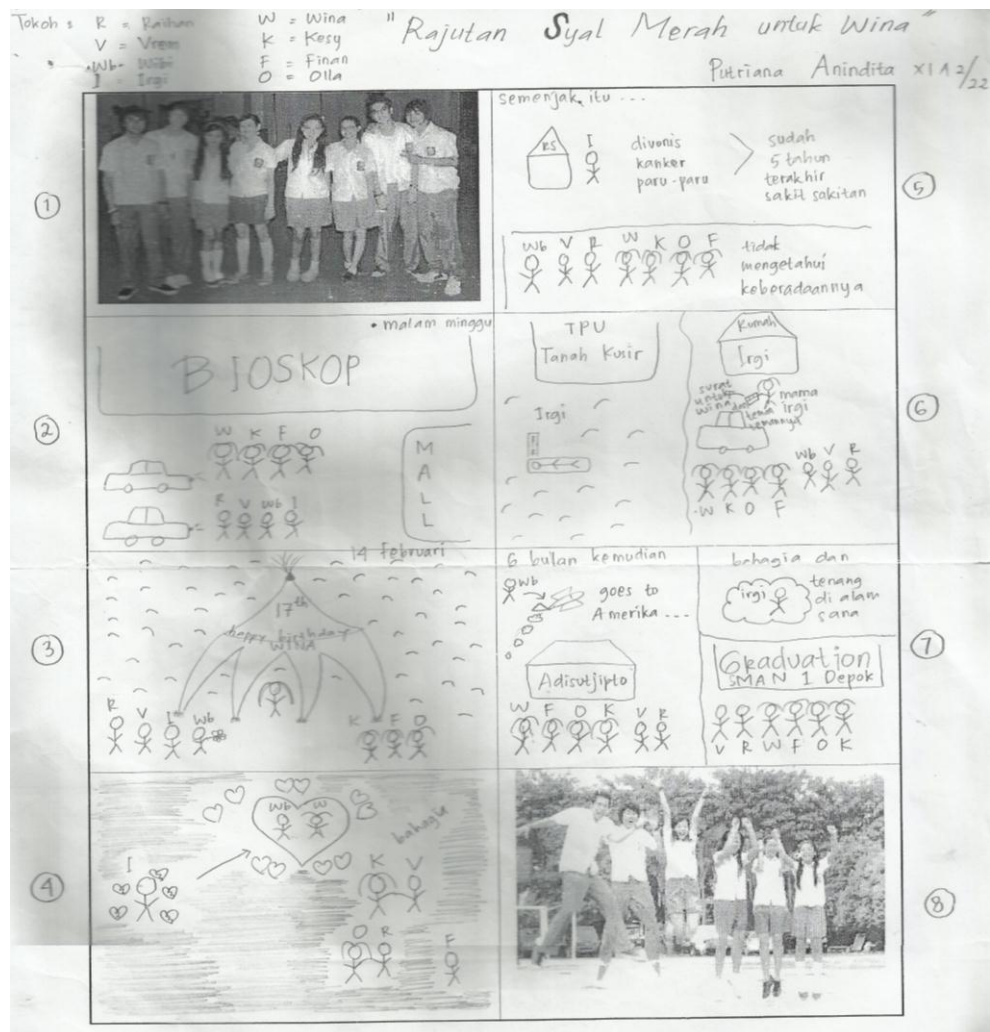 Tokoh : R = Raihan
V = Vrem
Wb = Wibi
I = Irgi
W = Wina
K = Kesy
F = Finan
O = Olla
"Rajutan Syal Merah untuk Wina"
Putriana Anindita XI A2/22
1
2
• malam minggu
BIOSKOP
W K F O
R V Wb I
MALL
3
14 Februari
17th
happy birthday
WINA
R V I Wb
K F O
4
I
Wb W
bahagia
K V
O R
F
semenjak itu ...
RS
I
divonis
kanker
paru-paru
sudah
5 tahun
terakhir
sakit sakitan
Wb V R W K O F
tidak
mengetahui
keberadaannya
5
TPU
Tanah Kusir
Irgi
Rumah
Irgi
surat
untuk
wina dan
teman
temannya
mama
irgi
Wb V R
W K O F
6
6 bulan kemudian
Wb
goes to
Amerika ...
Adisutjipto
W F O K V R
bahagia dan
tenang
di alam
sana
irgi
Graduation
SMAN 1 Depok
V R W F O K
7
8